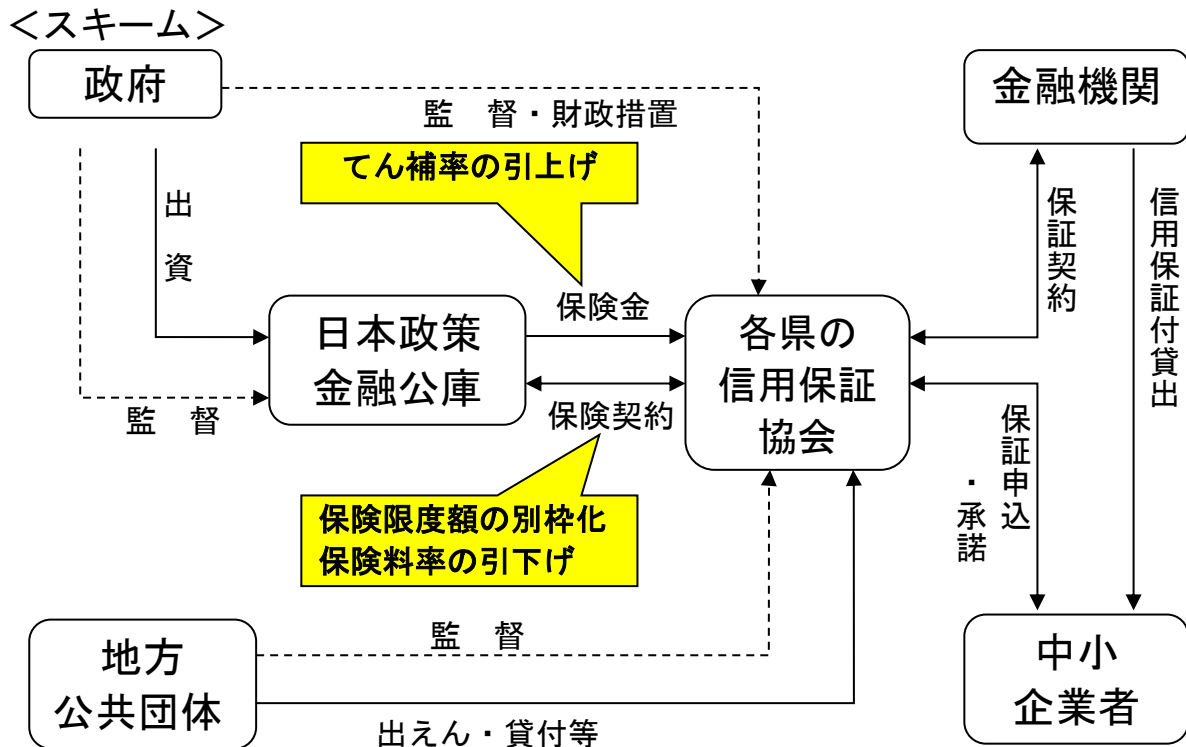 <スキーム>
政府
金融機関
監　督・財政措置
てん補率の引上げ
出資
保証契約
信用保証付貸出
保険金
日本政策
金融公庫
各県の
信用保証
協会
保険契約
監　督
保証申込
・承諾
保険限度額の別枠化
保険料率の引下げ
監　督
地方
公共団体
中小
企業者
出えん・貸付等